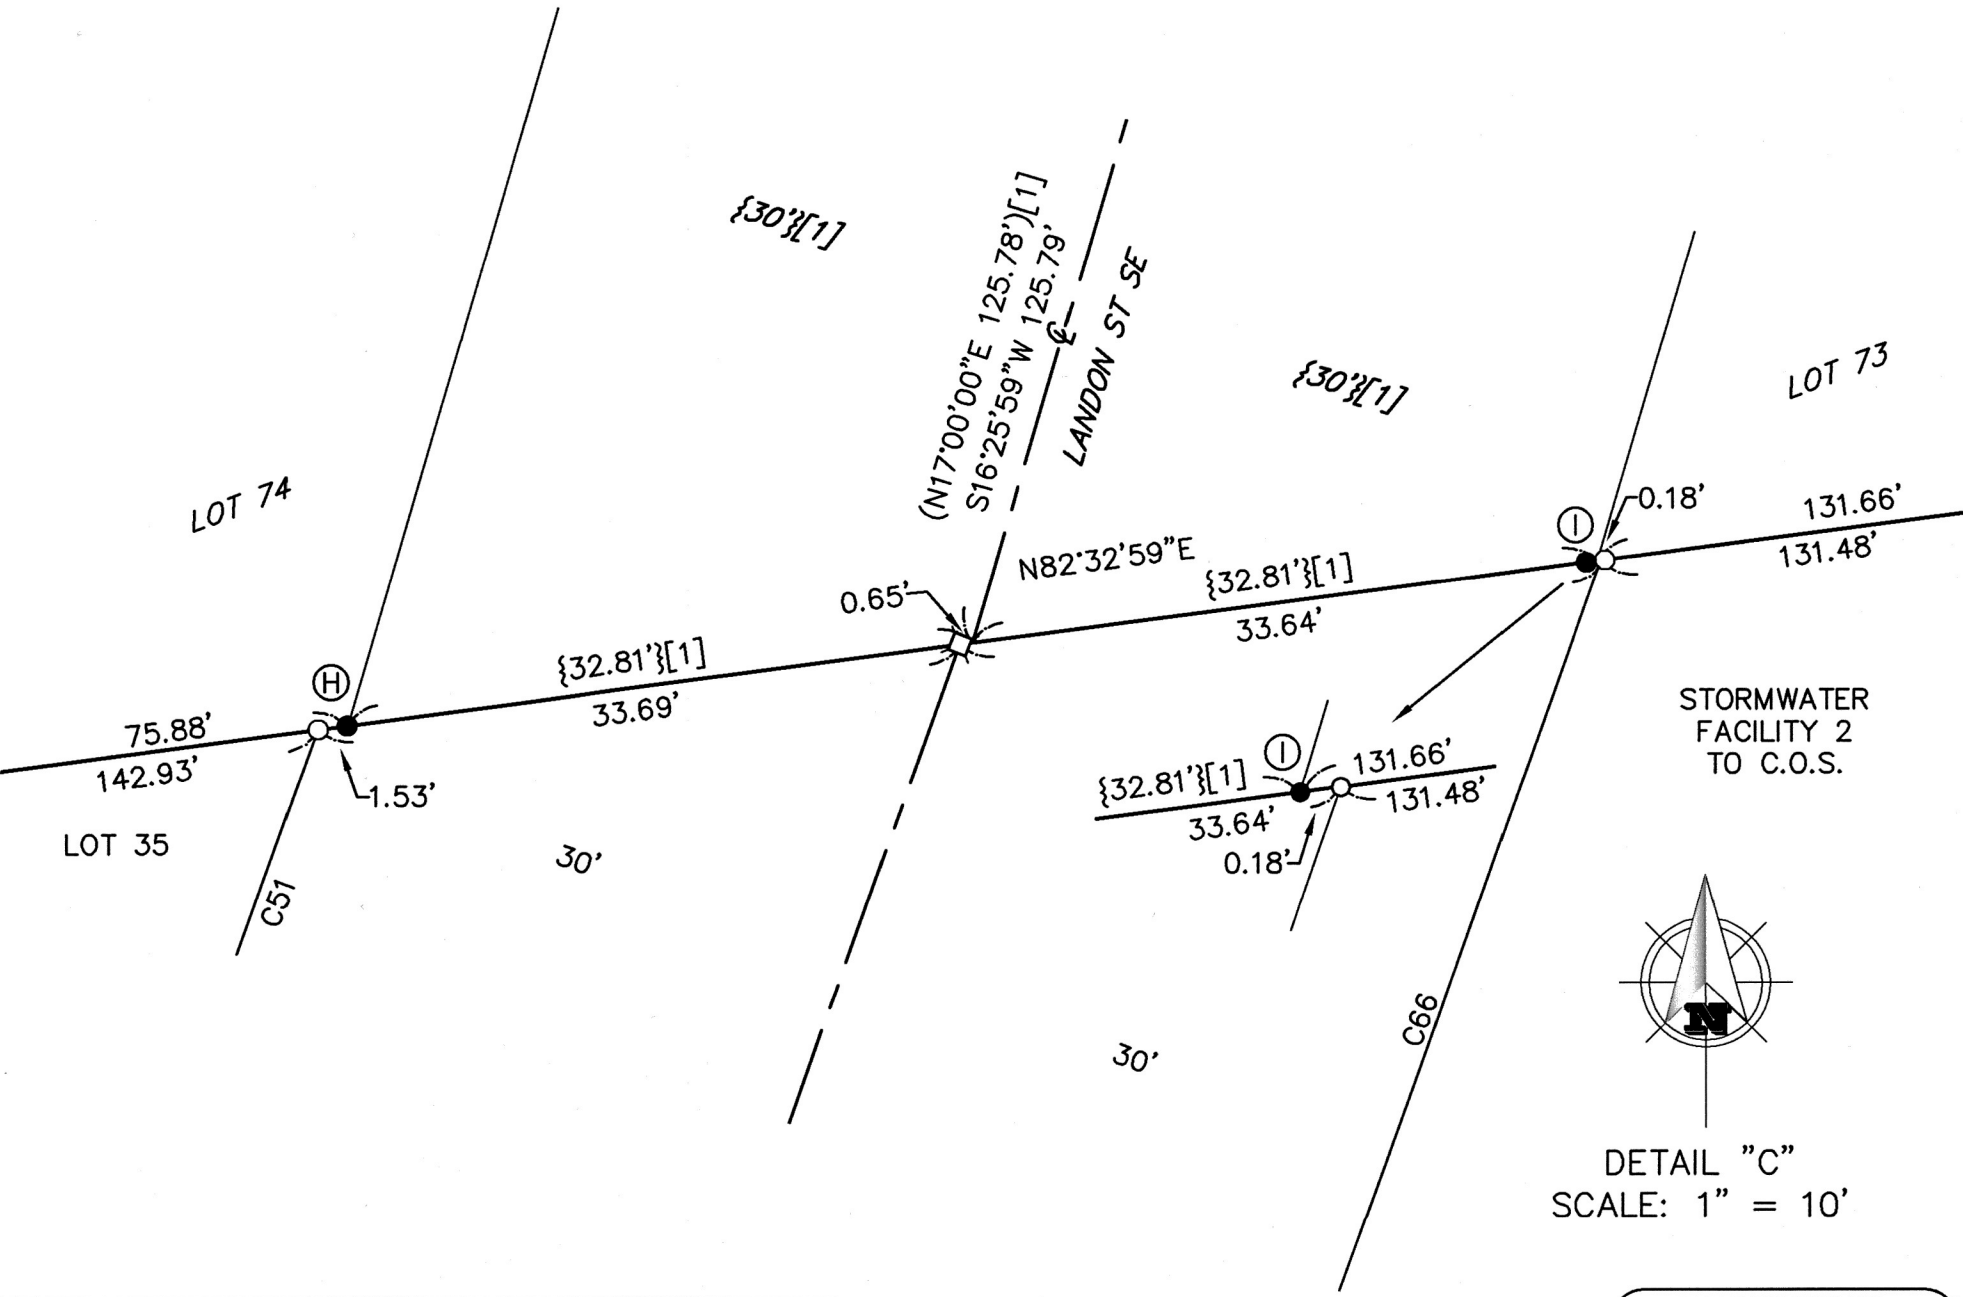 {30'}[1]
(N17°00'00"E 125.78')[1]
S16°25'59"W 125.79'
℄
LANDON ST SE
{30'}[1]
LOT 73
LOT 74
I
0.18'
131.66'
131.48'
N82°32'59"E
{32.81'}[1]
33.64'
0.65'
{32.81'}[1]
33.69'
H
75.88'
142.93'
1.53'
LOT 35
C51
30'
I
{32.81'}[1]
131.66'
33.64'
131.48'
0.18'
STORMWATER
FACILITY 2
TO C.O.S.
C66
30'
N
DETAIL "C"
SCALE: 1" = 10'